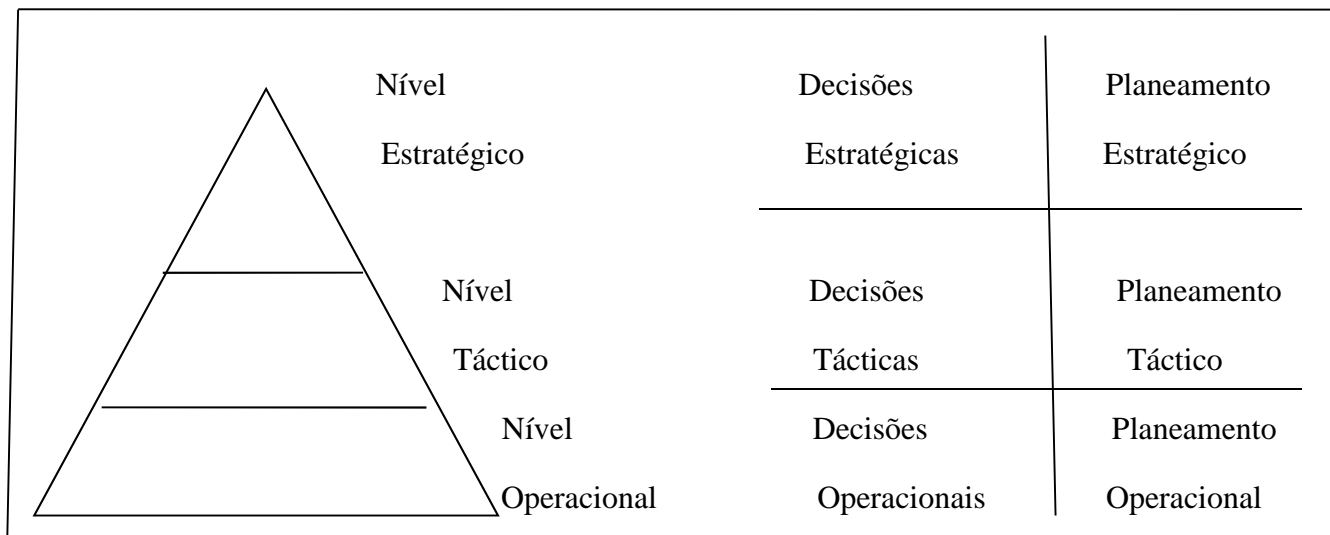 Nível Decisões Planeamento
Estratégico Estratégicas Estratégico
Nível Decisões Planeamento
Táctico Tácticas Táctico
Nível Decisões Planeamento
Operacional Operacionais Operacional